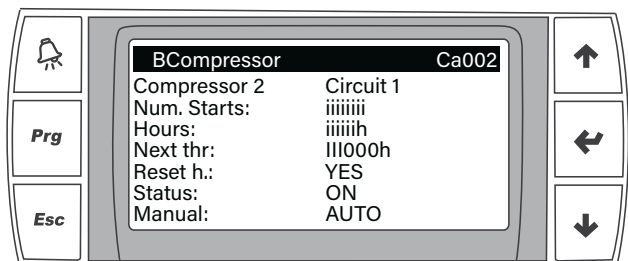 BCompressor Ca002
Compressor 2 Circuit 1
Num. Starts: iiiiiiii
Hours: iiiiiih
Next thr: III000h
Reset h.: YES
Status: ON
Manual: AUTO
Prg
Esc